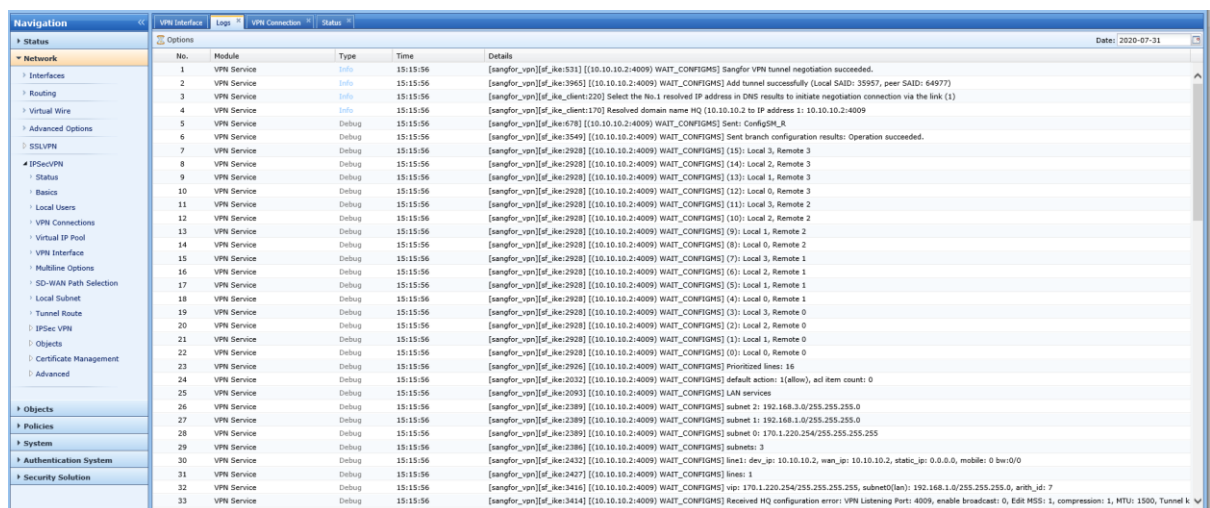 Navigation «
VPN Interface Logs VPN Connection Status
Status
Network
Interfaces
Routing
Virtual Wire
Advanced Options
SSLVPN
IPSecVPN
Status
Basics
Local Users
VPN Connections
Virtual IP Pool
VPN Interface
Multiline Options
SD-WAN Path Selection
Local Subnet
Tunnel Route
IPSec VPN
Objects
Certificate Management
Advanced
Objects
Policies
System
Authentication System
Security Solution
Options Date: 2020-07-31
No. Module Type Time Details
1 VPN Service Info 15:15:56 [sangfor_vpn][sf_ike:531] [(10.10.10.2:4009) WAIT_CONFIGMS] Sangfor VPN tunnel negotiation succeeded.
2 VPN Service Info 15:15:56 [sangfor_vpn][sf_ike:3965] [(10.10.10.2:4009) WAIT_CONFIGMS] Add tunnel successfully (Local SAID: 35957, peer SAID: 64977)
3 VPN Service Info 15:15:56 [sangfor_vpn][sf_ike_client:220] Select the No.1 resolved IP address in DNS results to initiate negotiation connection via the link (1)
4 VPN Service Info 15:15:56 [sangfor_vpn][sf_ike_client:170] Resolved domain name HQ (10.10.10.2 to IP address 1: 10.10.10.2:4009
5 VPN Service Debug 15:15:56 [sangfor_vpn][sf_ike:678] [(10.10.10.2:4009) WAIT_CONFIGMS] Sent: ConfigSM_R
6 VPN Service Debug 15:15:56 [sangfor_vpn][sf_ike:3549] [(10.10.10.2:4009) WAIT_CONFIGMS] Sent branch configuration results: Operation succeeded.
7 VPN Service Debug 15:15:56 [sangfor_vpn][sf_ike:2928] [(10.10.10.2:4009) WAIT_CONFIGMS] (15): Local 3, Remote 3
8 VPN Service Debug 15:15:56 [sangfor_vpn][sf_ike:2928] [(10.10.10.2:4009) WAIT_CONFIGMS] (14): Local 2, Remote 3
9 VPN Service Debug 15:15:56 [sangfor_vpn][sf_ike:2928] [(10.10.10.2:4009) WAIT_CONFIGMS] (13): Local 1, Remote 3
10 VPN Service Debug 15:15:56 [sangfor_vpn][sf_ike:2928] [(10.10.10.2:4009) WAIT_CONFIGMS] (12): Local 0, Remote 3
11 VPN Service Debug 15:15:56 [sangfor_vpn][sf_ike:2928] [(10.10.10.2:4009) WAIT_CONFIGMS] (11): Local 3, Remote 2
12 VPN Service Debug 15:15:56 [sangfor_vpn][sf_ike:2928] [(10.10.10.2:4009) WAIT_CONFIGMS] (10): Local 2, Remote 2
13 VPN Service Debug 15:15:56 [sangfor_vpn][sf_ike:2928] [(10.10.10.2:4009) WAIT_CONFIGMS] (9): Local 1, Remote 2
14 VPN Service Debug 15:15:56 [sangfor_vpn][sf_ike:2928] [(10.10.10.2:4009) WAIT_CONFIGMS] (8): Local 0, Remote 2
15 VPN Service Debug 15:15:56 [sangfor_vpn][sf_ike:2928] [(10.10.10.2:4009) WAIT_CONFIGMS] (7): Local 3, Remote 1
16 VPN Service Debug 15:15:56 [sangfor_vpn][sf_ike:2928] [(10.10.10.2:4009) WAIT_CONFIGMS] (6): Local 2, Remote 1
17 VPN Service Debug 15:15:56 [sangfor_vpn][sf_ike:2928] [(10.10.10.2:4009) WAIT_CONFIGMS] (5): Local 1, Remote 1
18 VPN Service Debug 15:15:56 [sangfor_vpn][sf_ike:2928] [(10.10.10.2:4009) WAIT_CONFIGMS] (4): Local 0, Remote 1
19 VPN Service Debug 15:15:56 [sangfor_vpn][sf_ike:2928] [(10.10.10.2:4009) WAIT_CONFIGMS] (3): Local 3, Remote 0
20 VPN Service Debug 15:15:56 [sangfor_vpn][sf_ike:2928] [(10.10.10.2:4009) WAIT_CONFIGMS] (2): Local 2, Remote 0
21 VPN Service Debug 15:15:56 [sangfor_vpn][sf_ike:2928] [(10.10.10.2:4009) WAIT_CONFIGMS] (1): Local 1, Remote 0
22 VPN Service Debug 15:15:56 [sangfor_vpn][sf_ike:2928] [(10.10.10.2:4009) WAIT_CONFIGMS] (0): Local 0, Remote 0
23 VPN Service Debug 15:15:56 [sangfor_vpn][sf_ike:2926] [(10.10.10.2:4009) WAIT_CONFIGMS] Prioritized lines: 16
24 VPN Service Debug 15:15:56 [sangfor_vpn][sf_ike:2032] [(10.10.10.2:4009) WAIT_CONFIGMS] default action: 1(allow), acl item count: 0
25 VPN Service Debug 15:15:56 [sangfor_vpn][sf_ike:2093] [(10.10.10.2:4009) WAIT_CONFIGMS] LAN services
26 VPN Service Debug 15:15:56 [sangfor_vpn][sf_ike:2389] [(10.10.10.2:4009) WAIT_CONFIGMS] subnet 2: 192.168.3.0/255.255.255.0
27 VPN Service Debug 15:15:56 [sangfor_vpn][sf_ike:2389] [(10.10.10.2:4009) WAIT_CONFIGMS] subnet 1: 192.168.1.0/255.255.255.0
28 VPN Service Debug 15:15:56 [sangfor_vpn][sf_ike:2389] [(10.10.10.2:4009) WAIT_CONFIGMS] subnet 0: 170.1.220.254/255.255.255.255
29 VPN Service Debug 15:15:56 [sangfor_vpn][sf_ike:2386] [(10.10.10.2:4009) WAIT_CONFIGMS] subnets: 3
30 VPN Service Debug 15:15:56 [sangfor_vpn][sf_ike:2432] [(10.10.10.2:4009) WAIT_CONFIGMS] line1: dev_ip: 10.10.10.2, wan_ip: 10.10.10.2, static_ip: 0.0.0.0, mobile: 0 bw:0/0
31 VPN Service Debug 15:15:56 [sangfor_vpn][sf_ike:2427] [(10.10.10.2:4009) WAIT_CONFIGMS] lines: 1
32 VPN Service Debug 15:15:56 [sangfor_vpn][sf_ike:3416] [(10.10.10.2:4009) WAIT_CONFIGMS] vip: 170.1.220.254/255.255.255.255, subnet0(lan): 192.168.1.0/255.255.255.0, arith_id: 7
33 VPN Service Debug 15:15:56 [sangfor_vpn][sf_ike:3414] [(10.10.10.2:4009) WAIT_CONFIGMS] Received HQ configuration error: VPN Listening Port: 4009, enable broadcast: 0, Edit MSS: 1, compression: 1, MTU: 1500, Tunnel k